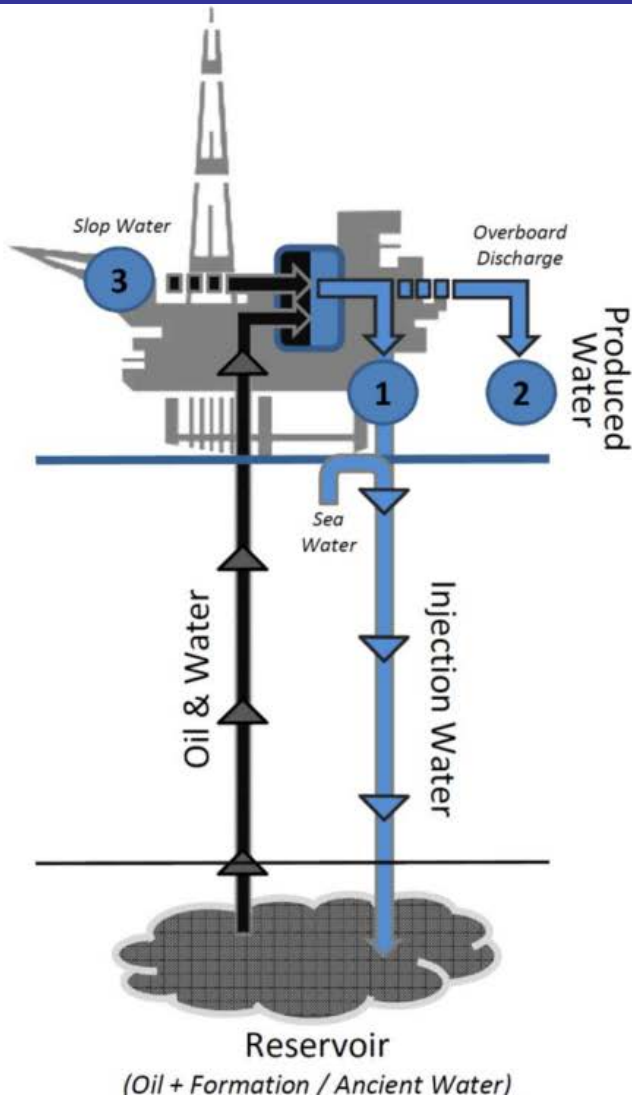 Slop Water
3
Overboard
Discharge
1
2
Produced
Water
Sea
Water
Oil & Water
Injection Water
Reservoir
(Oil + Formation / Ancient Water)